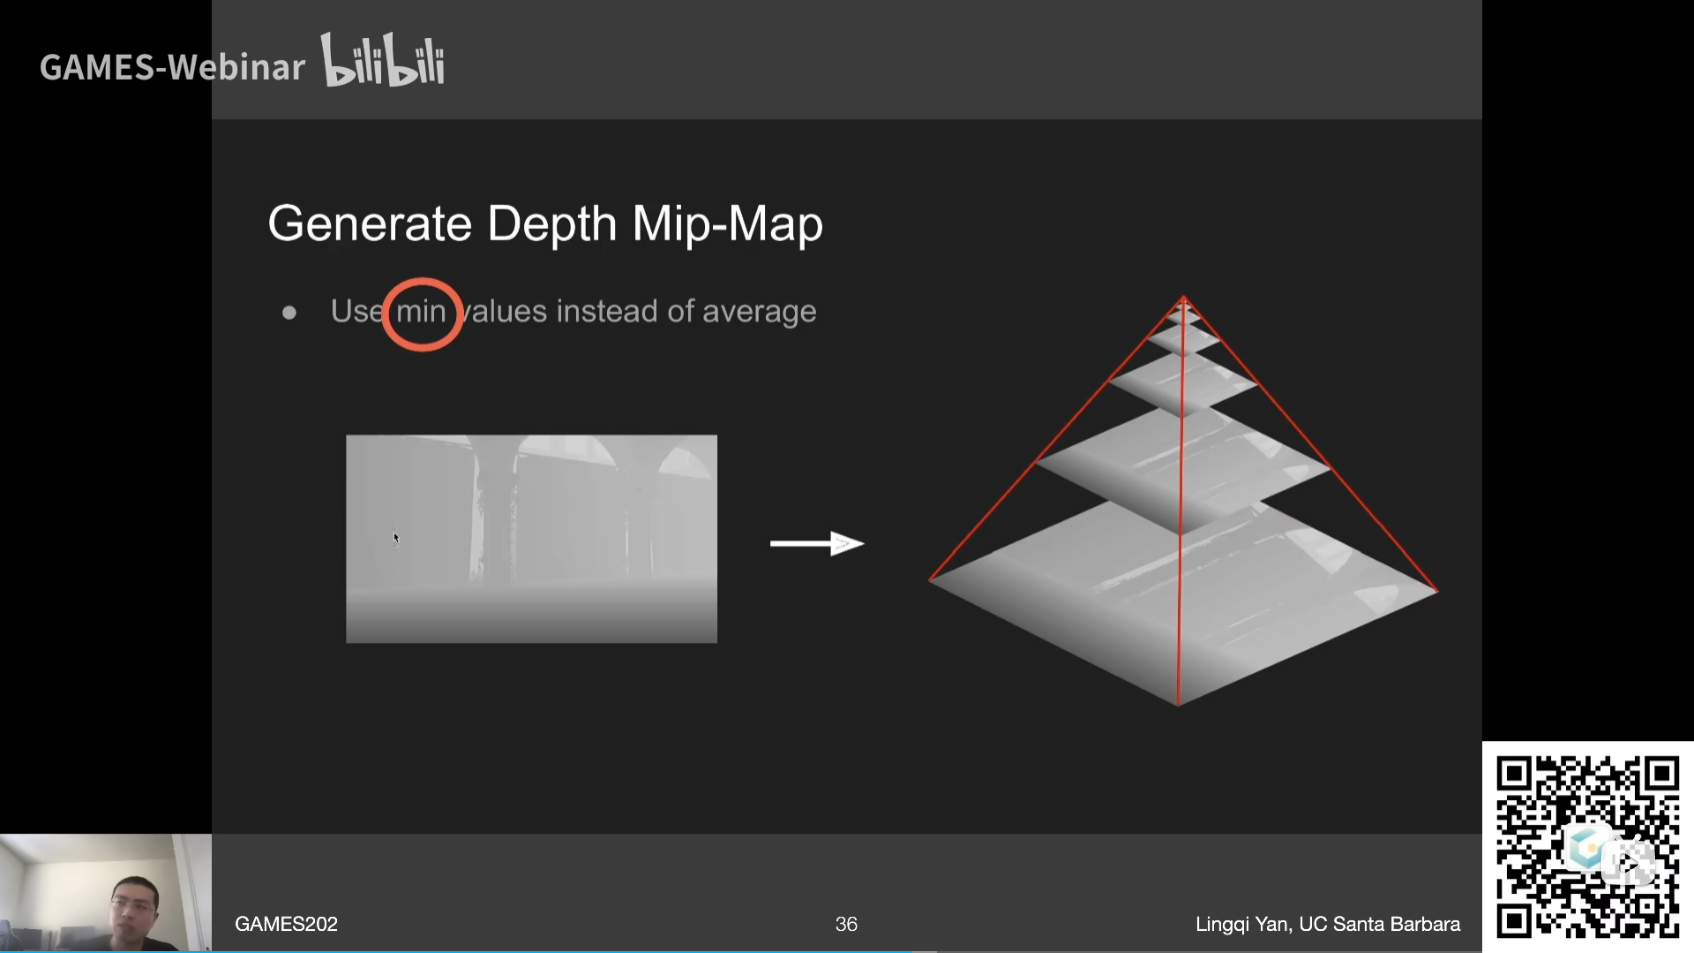 GAMES-Webinar bilibili
Generate Depth Mip-Map
● Use min values instead of average
GAMES202
36
Lingqi Yan, UC Santa Barbara